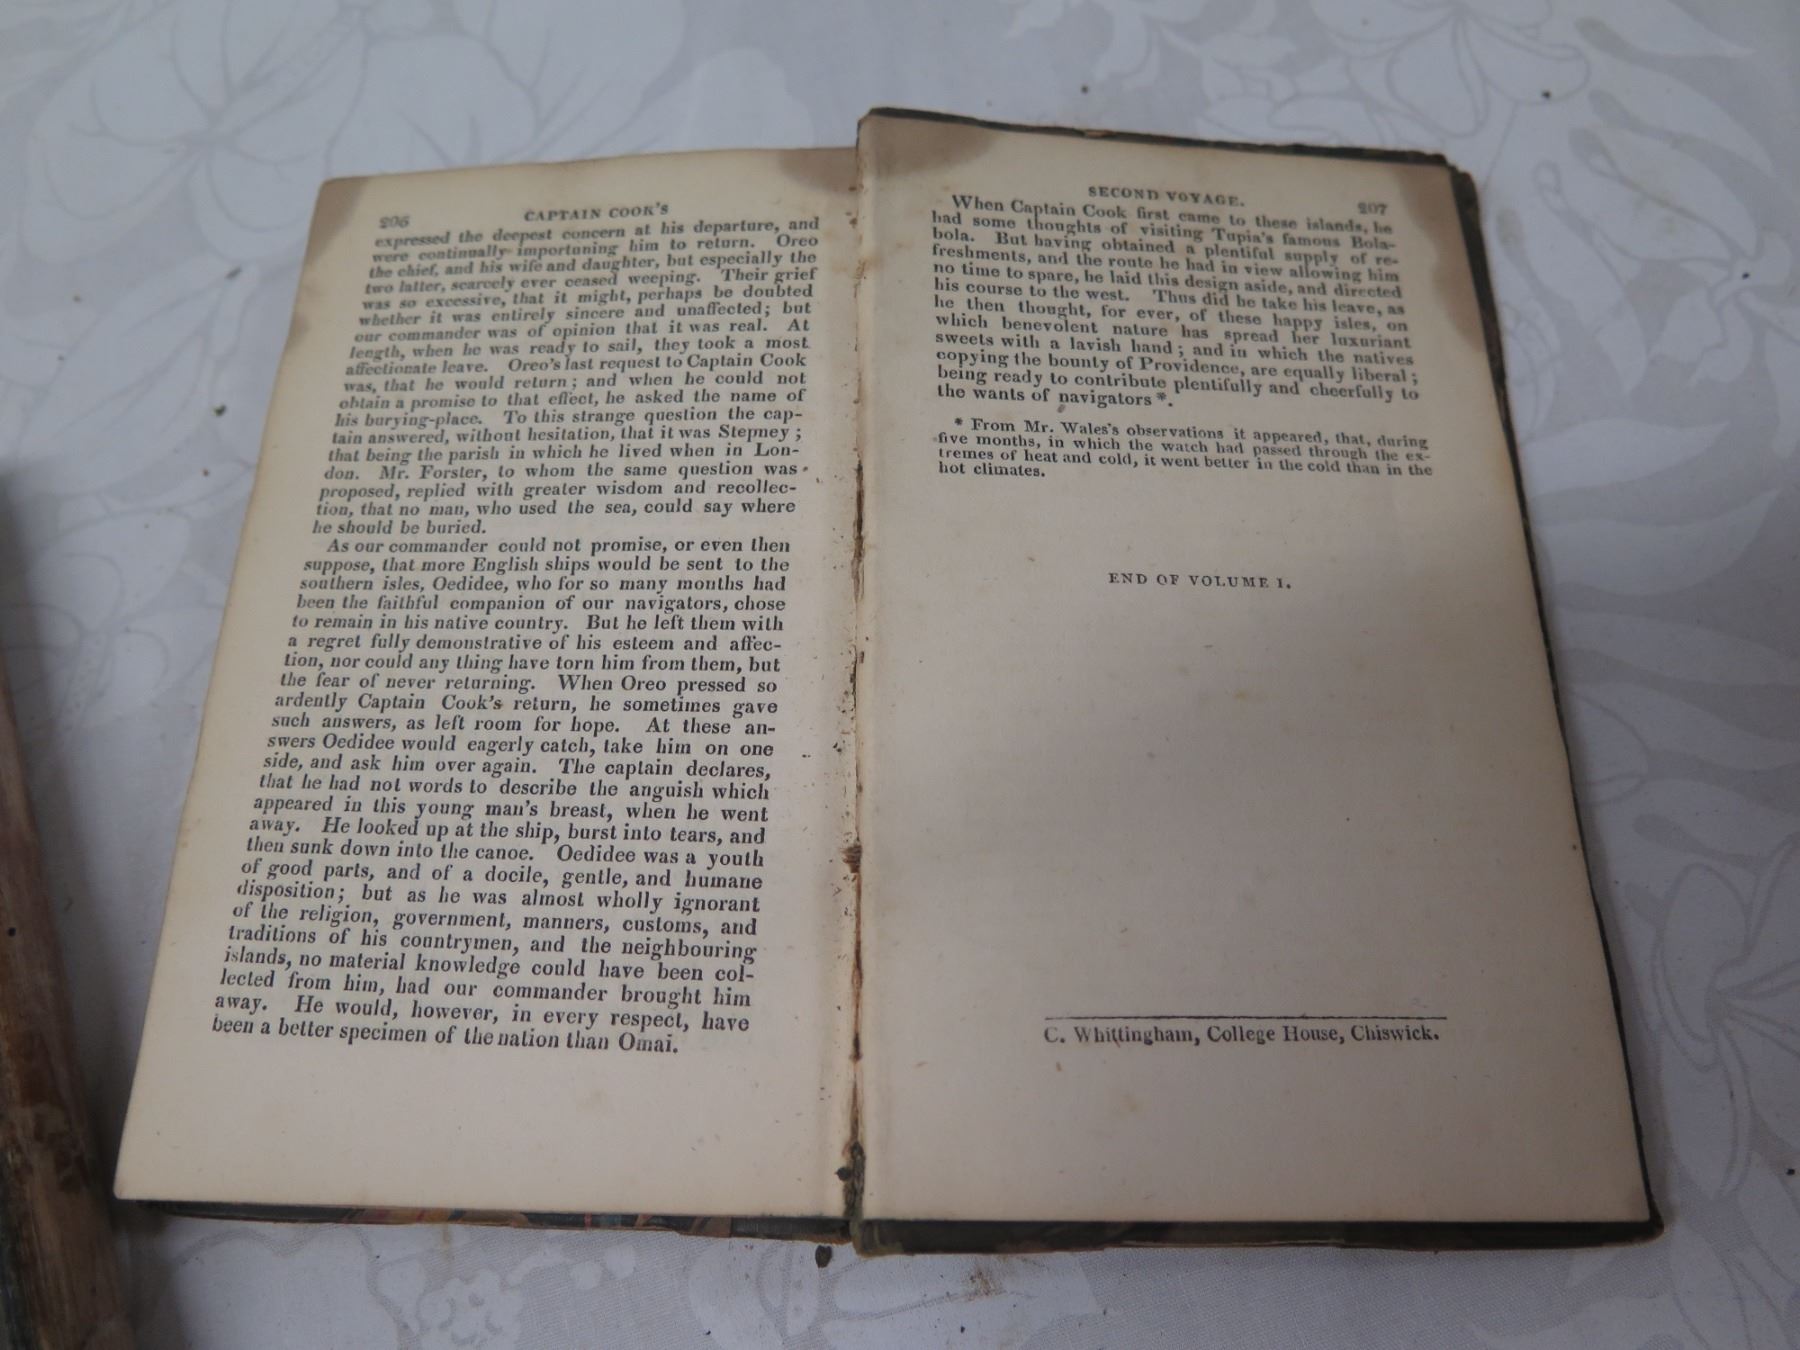 296
CAPTAIN COOK'S
expressed the deepest concern at his departure, and
were continually importuning him to return. Oreo
the chief, and his wife and daughter, but especially the
two latter, scarcely ever ceased weeping. Their grief
was so excessive, that it might, perhaps be doubted
whether it was entirely sincere and unaffected; but
our commander was of opinion that it was real. At
length, when he was ready to sail, they took a most
affectionate leave. Oreo's last request to Captain Cook
was, that he would return; and when he could not
obtain a promise to that effect, he asked the name of
his burying-place. To this strange question the cap-
tain answered, without hesitation, that it was Stepney;
that being the parish in which he lived when in Lon-
don. Mr. Forster, to whom the same question was
proposed, replied with greater wisdom and recollec-
tion, that no man, who used the sea, could say where
he should be buried.
As our commander could not promise, or even then
suppose, that more English ships would be sent to the
southern isles, Oedidee, who for so many months had
been the faithful companion of our navigators, chose
to remain in his native country. But he left them with
a regret fully demonstrative of his esteem and affec-
tion, nor could any thing have torn him from them, but
the fear of never returning. When Oreo pressed so
ardently Captain Cook's return, he sometimes gave
such answers, as left room for hope. At these an-
swers Oedidee would eagerly catch, take him on one
side, and ask him over again. The captain declares,
that he had not words to describe the anguish which
appeared in this young man's breast, when he went
away. He looked up at the ship, burst into tears, and
then sunk down into the canoe. Oedidee was a youth
of good parts, and of a docile, gentle, and humane
disposition; but as he was almost wholly ignorant
of the religion, government, manners, customs, and
traditions of his countrymen, and the neighbouring
islands, no material knowledge could have been col-
lected from him, had our commander brought him
away. He would, however, in every respect, have
been a better specimen of the nation than Omai.
SECOND VOYAGE.
207
When Captain Cook first came to these islands, he
had some thoughts of visiting Tupia's famous Bola-
bola. But having obtained a plentiful supply of re-
freshments, and the route he had in view allowing him
no time to spare, he laid this design aside, and directed
his course to the west. Thus did he take his leave, as
he then thought, for ever, of these happy isles, on
which benevolent nature has spread her luxuriant
sweets with a lavish hand; and in which the natives
copying the bounty of Providence, are equally liberal;
being ready to contribute plentifully and cheerfully to
the wants of navigators *.
* From Mr. Wales's observations it appeared, that, during
five months, in which the watch had passed through the ex-
tremes of heat and cold, it went better in the cold than in the
hot climates.
END OF VOLUME I.
C. Whittingham, College House, Chiswick.